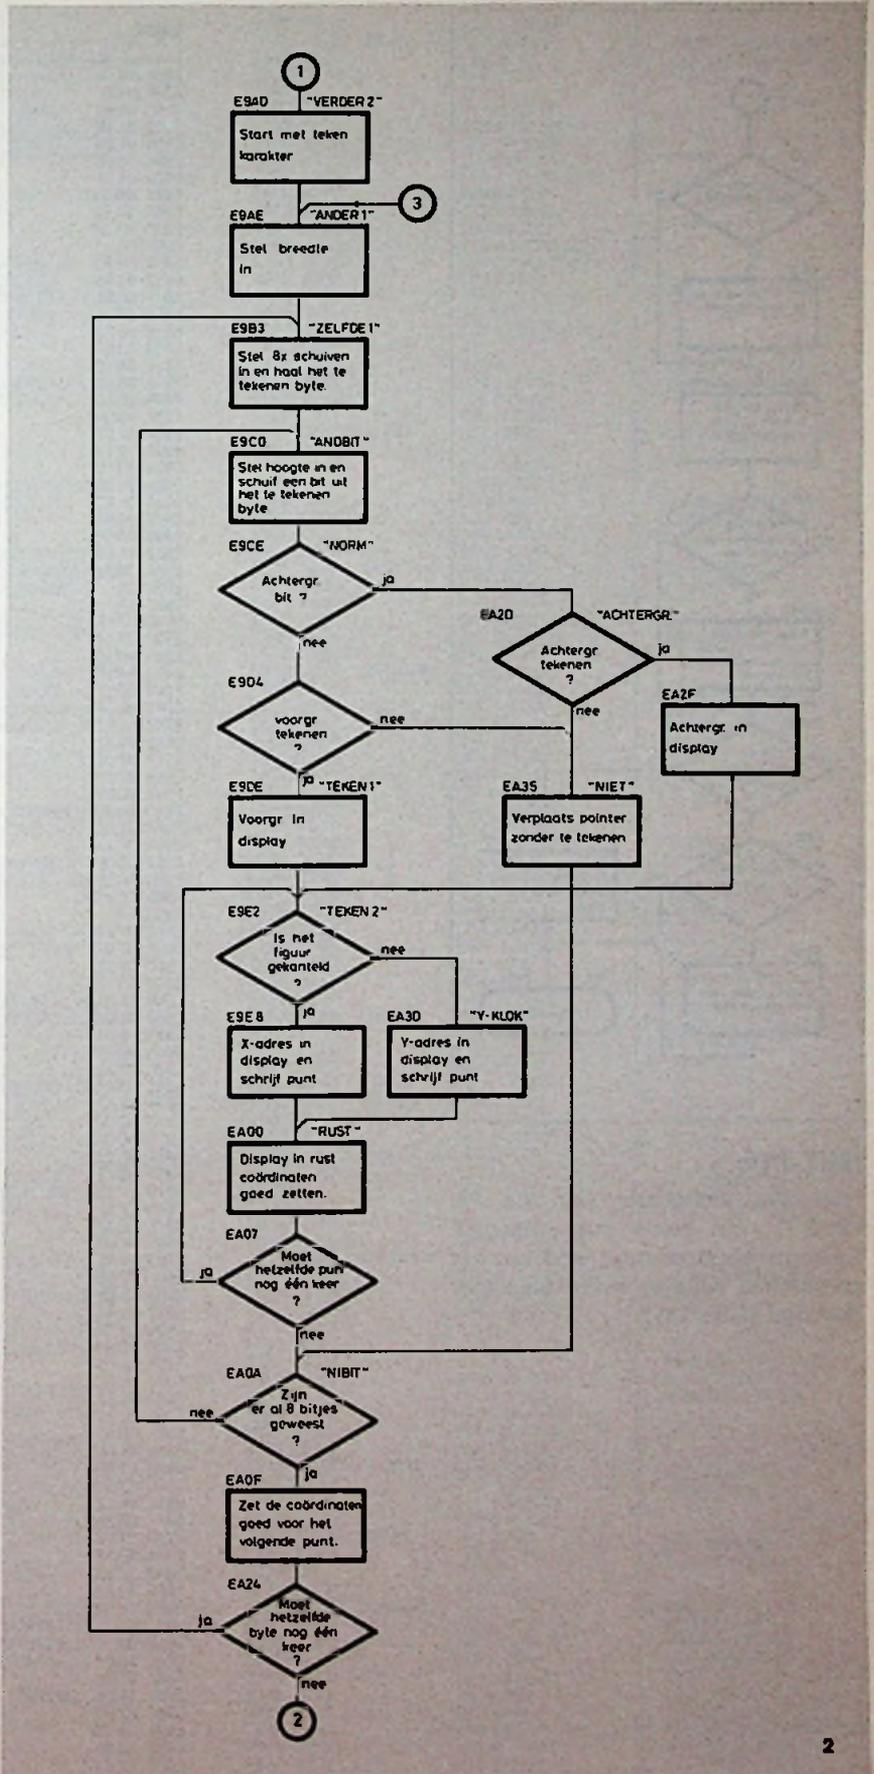 1
E9AD "VERDER 2"
Start met teken
karakter
3
E9AE "ANDER 1"
Stel breedte
in
E9B3 "ZELFDE 1"
Stel 8x schuiven
in en haal het te
tekenen byte.
E9C0 "ANDBIT"
Stel hoogte in en
schuif een bit uit
het te tekenen
byte
E9CE "NORM"
Achtergr.
bit ?
ja
nee
EA2D "ACHTERGR."
Achtergr
tekenen
?
ja
nee
E9D4
voorgr
tekenen
?
nee
ja
EA2F
Achtergr. in
display
E9DE "TEKEN 1"
Voorgr in
display
EA35 "NIET"
Verplaats pointer
zonder te tekenen
E9E2 "TEKEN 2"
Is het
figuur
gekanteld
?
nee
ja
E9E8
X-adres in
display en
schrijf punt
EA3D "Y-KLOK"
Y-adres in
display en
schrijf punt
EA00 "RUST"
Display in rust
coördinaten
goed zetten.
EA07
Moet
hetzelfde punt
nog één keer
?
ja
nee
EA0A "NIBIT"
Zijn
er al 8 bitjes
geweest
?
nee
ja
EA0F
Zet de coördinaten
goed voor het
volgende punt.
EA24
Moet
hetzelfde
byte nog één
keer
?
ja
nee
2
2